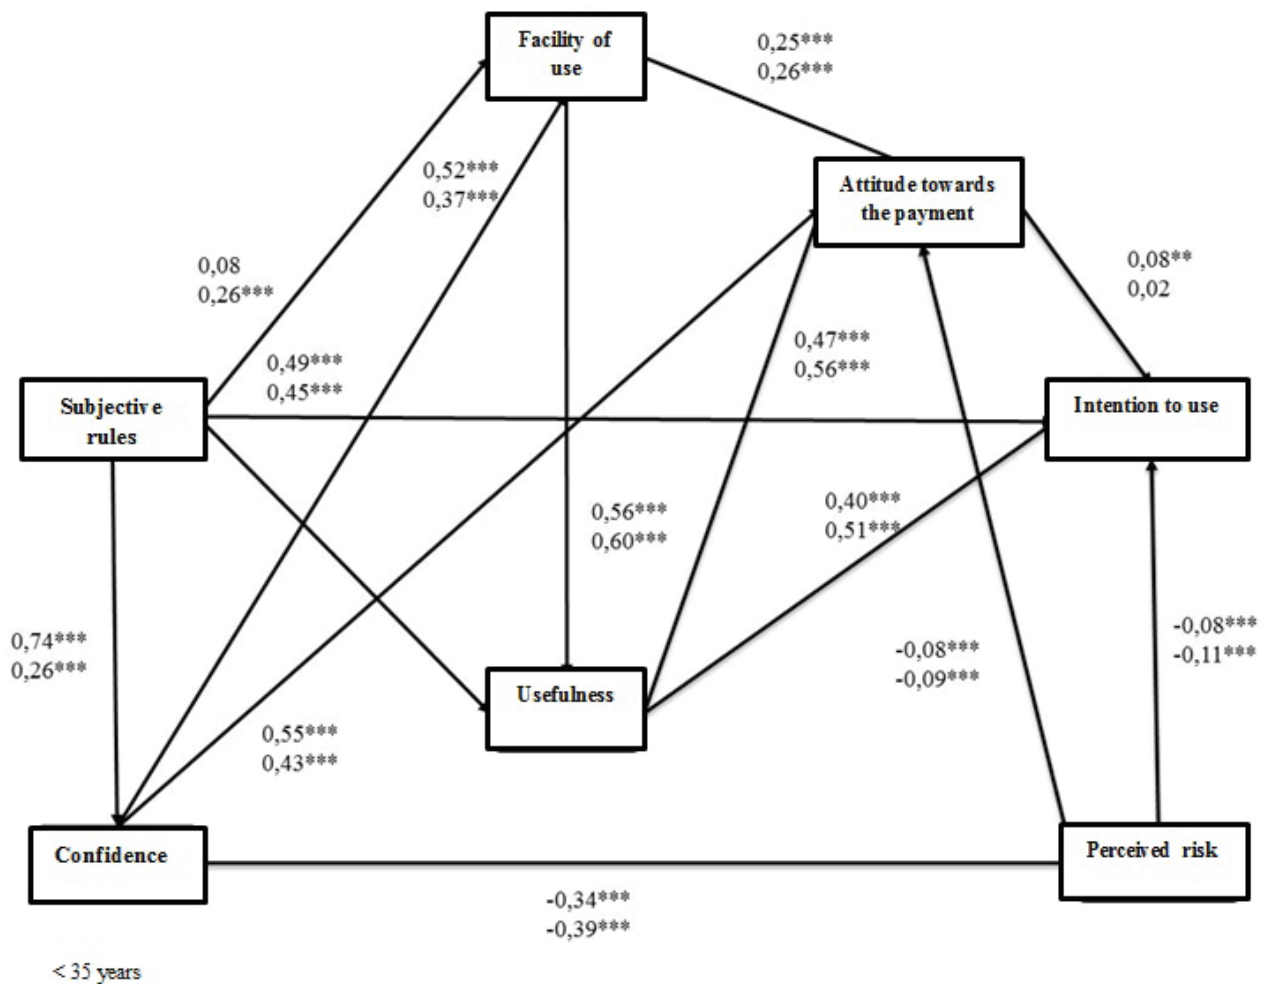 Facility of
use
0,25***
0,26***
0,52***
0,37***
Attitude towards
the payment
0,08
0,26***
0,08**
0,02
0,49***
0,45***
0,47***
0,56***
Subjective
rules
Intention to use
0,56***
0,60***
0,40***
0,51***
0,74***
0,26***
-0,08***
-0,09***
-0,08***
-0,11***
Usefulness
0,55***
0,43***
Confidence
Perceived risk
-0,34***
-0,39***
< 35 years